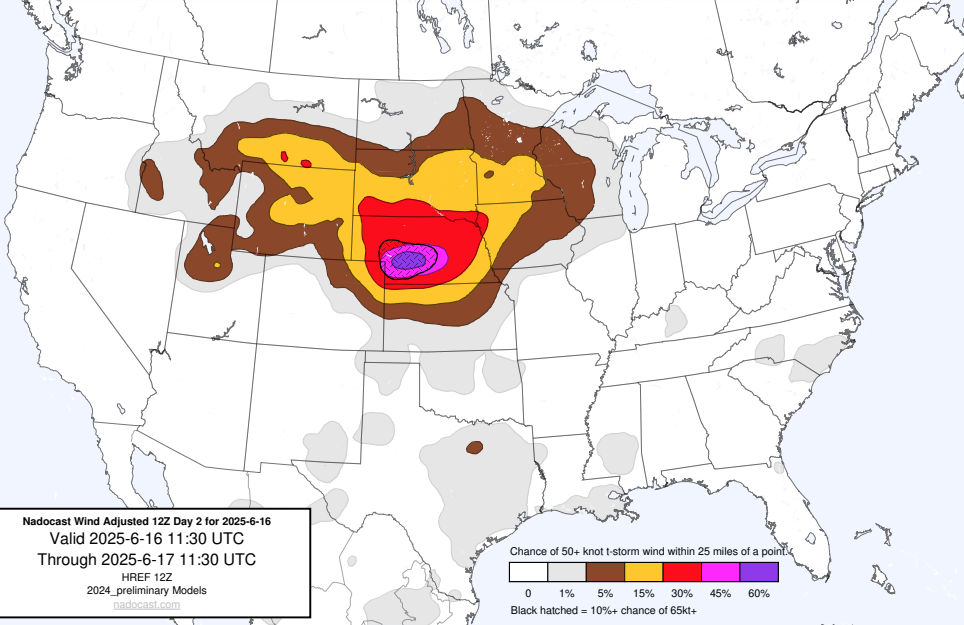 Nadocast Wind Adjusted 12Z Day 2 for 2025-6-16
Valid 2025-6-16 11:30 UTC
Through 2025-6-17 11:30 UTC
HREF 12Z
2024_preliminary Models
nadocast.com
Chance of 50+ knot t-storm wind within 25 miles of a point.
0 1% 5% 15% 30% 45% 60%
Black hatched = 10%+ chance of 65kt+